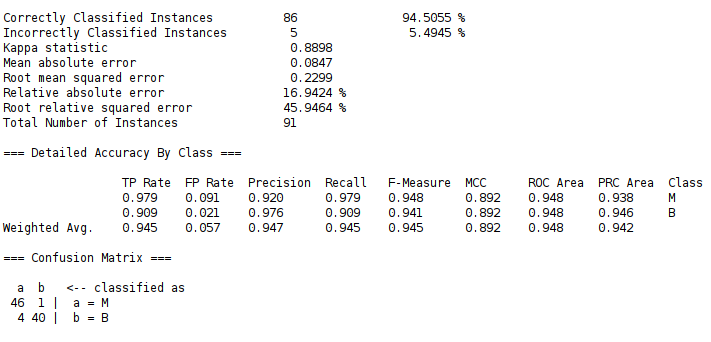 Correctly Classified Instances          86               94.5055 %
Incorrectly Classified Instances         5                5.4945 %
Kappa statistic                          0.8898
Mean absolute error                      0.0847
Root mean squared error                  0.2299
Relative absolute error                 16.9424 %
Root relative squared error             45.9464 %
Total Number of Instances               91
=== Detailed Accuracy By Class ===
                 TP Rate  FP Rate  Precision  Recall   F-Measure  MCC      ROC Area  PRC Area  Class
                 0.979    0.091    0.920      0.979    0.948      0.892    0.948     0.938     M
                 0.909    0.021    0.976      0.909    0.941      0.892    0.948     0.946     B
Weighted Avg.    0.945    0.057    0.947      0.945    0.945      0.892    0.948     0.942
=== Confusion Matrix ===
  a  b   <-- classified as
 46  1 |  a = M
  4 40 |  b = B